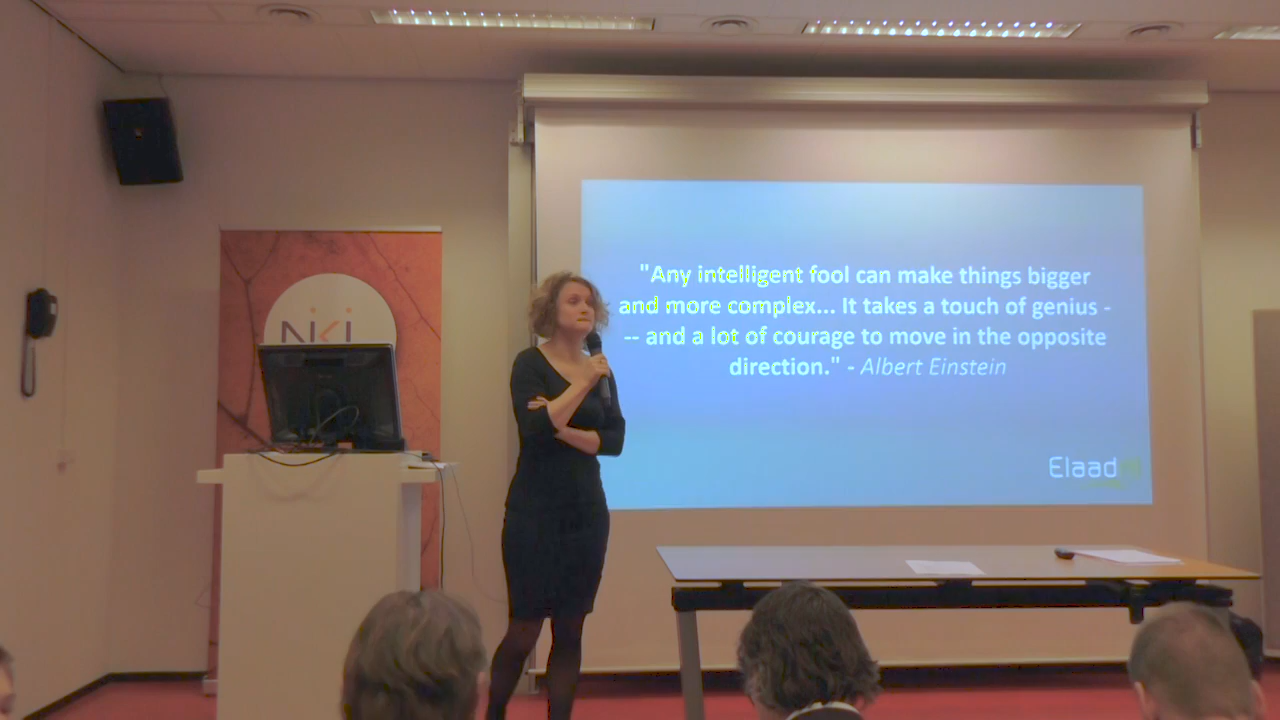 NiKi
"Any intelligent fool can make things bigger
and more complex... It takes a touch of genius -
-- and a lot of courage to move in the opposite
direction." - Albert Einstein
Elaad